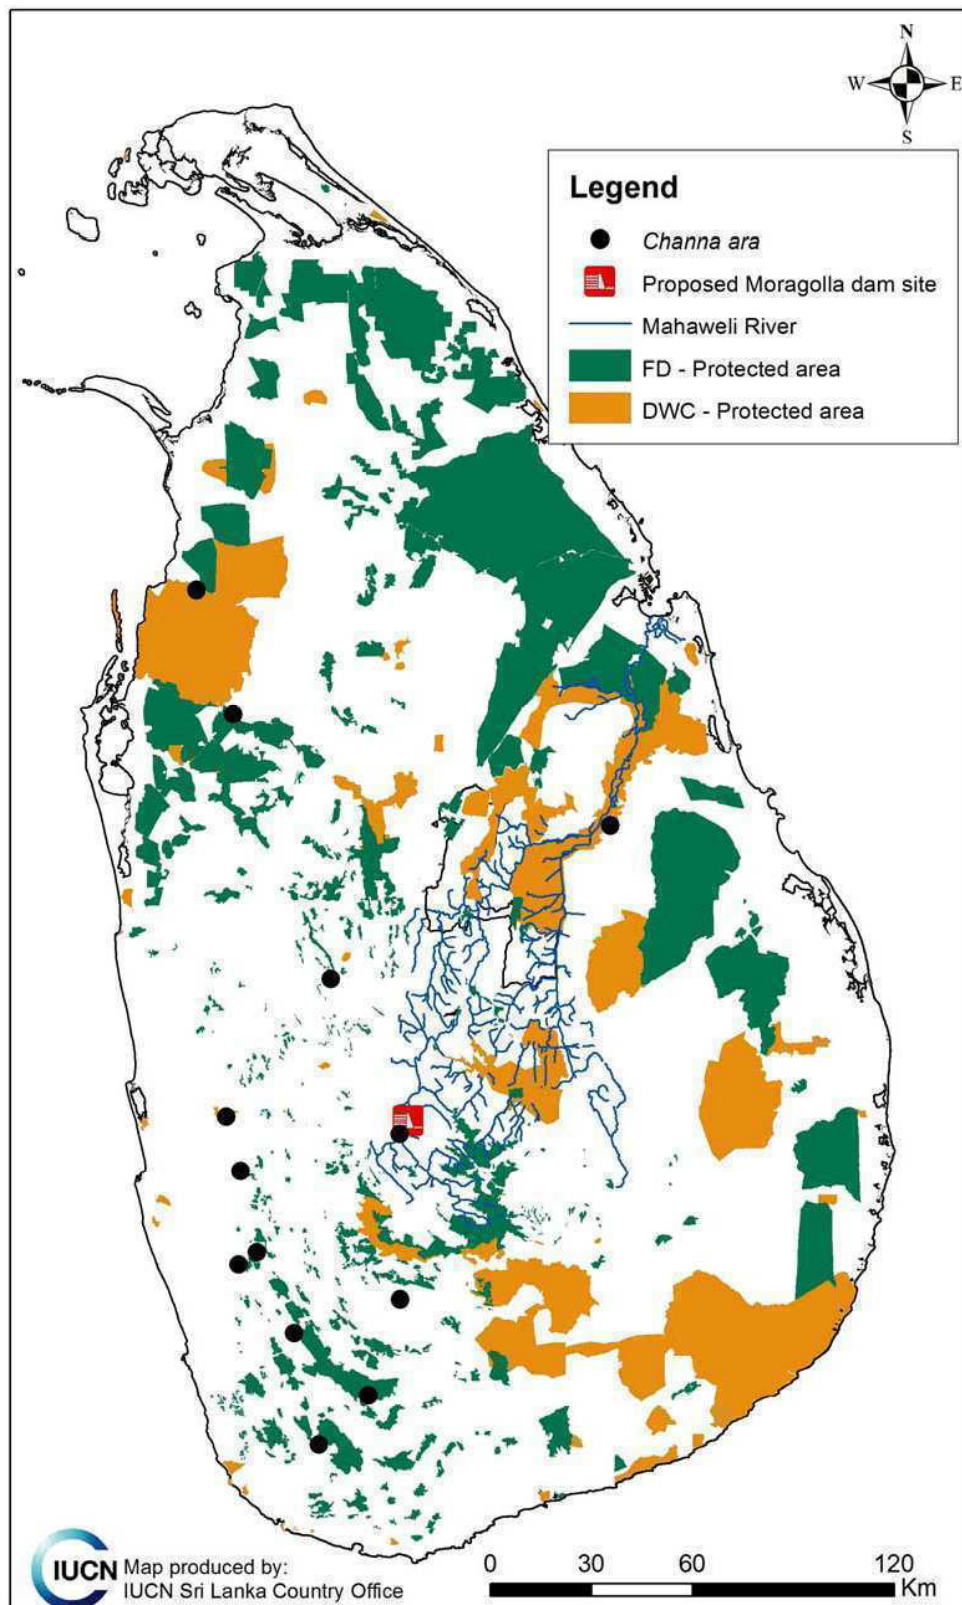 N
W E
S
Legend
Channa ara
Proposed Moragolla dam site
Mahaweli River
FD - Protected area
DWC - Protected area
IUCN
Map produced by:
IUCN Sri Lanka Country Office
0 30 60 120
Km